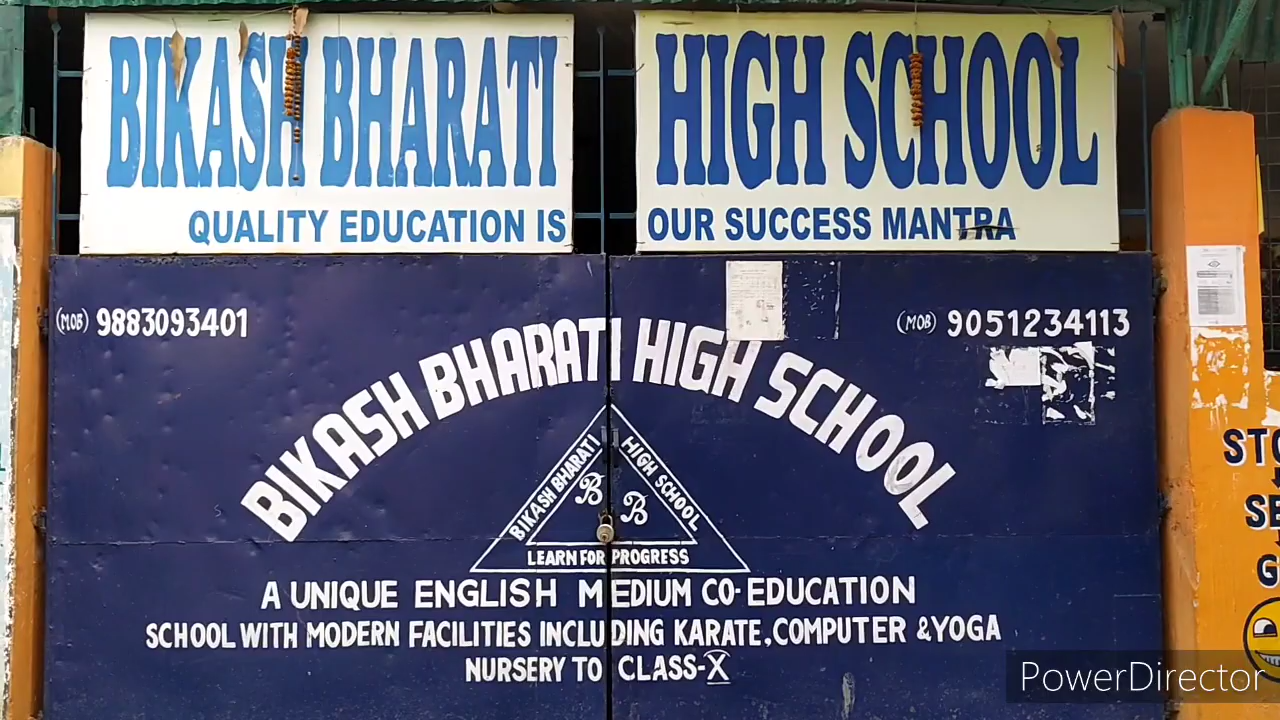 BIKASH BHARATI HIGH SCHOOL
QUALITY EDUCATION IS OUR SUCCESS MANTRA
(MOB) 9883093401
(MOB) 9051234113
BIKASH BHARATI HIGH SCHOOL
BIKASH BHARATI HIGH SCHOOL
B B
LEARN FOR PROGRESS
A UNIQUE ENGLISH MEDIUM CO-EDUCATION
SCHOOL WITH MODERN FACILITIES INCLUDING KARATE, COMPUTER & YOGA
NURSERY TO CLASS-X
PowerDirector